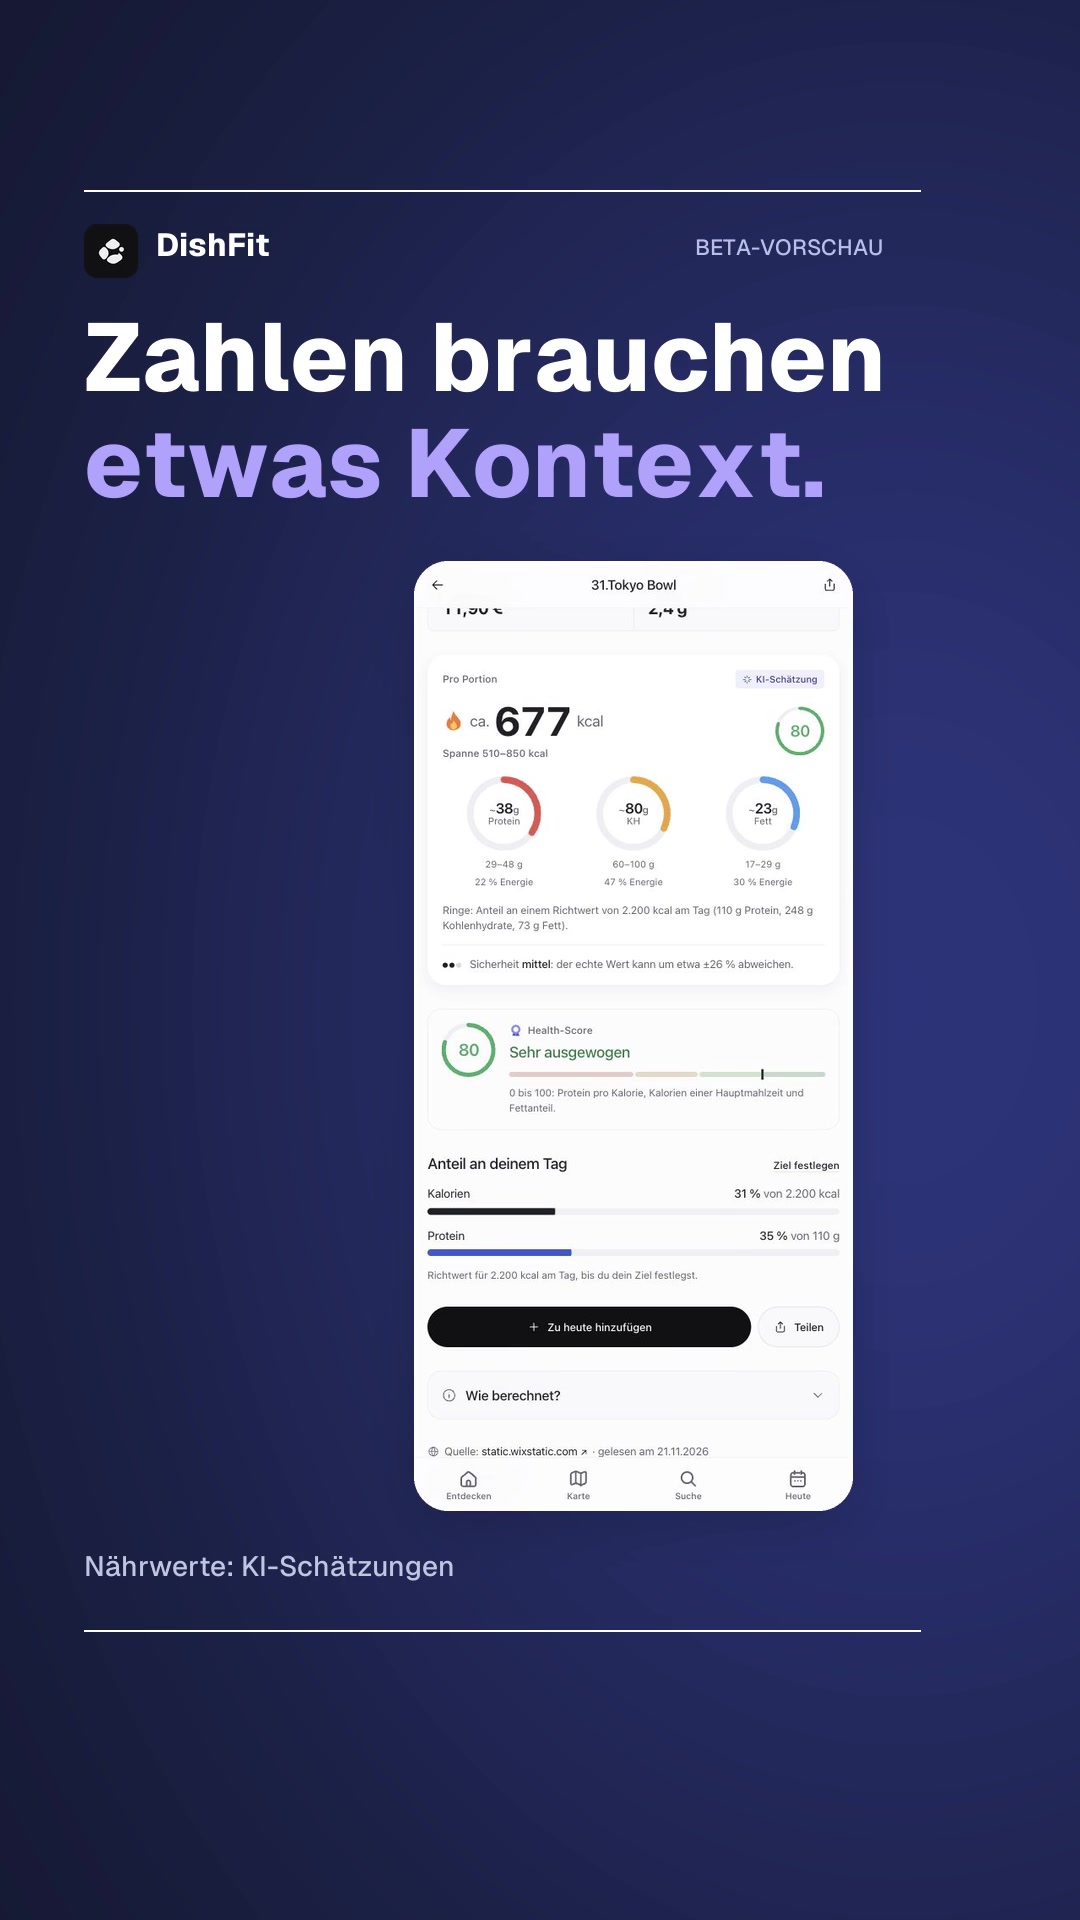 DishFit
BETA-VORSCHAU
Zahlen brauchen
etwas Kontext.
31.Tokyo Bowl
11,90 €
2,4 g
Pro Portion
KI-Schätzung
ca. 677 kcal
80
Spanne 510–850 kcal
~38g
Protein
~80g
KH
~23g
Fett
29–48 g
60–100 g
17–29 g
22 % Energie
47 % Energie
30 % Energie
Ringe: Anteil an einem Richtwert von 2.200 kcal am Tag (110 g Protein, 248 g
Kohlenhydrate, 73 g Fett).
Sicherheit mittel: der echte Wert kann um etwa ±26 % abweichen.
80
Health-Score
Sehr ausgewogen
0 bis 100: Protein pro Kalorie, Kalorien einer Hauptmahlzeit und
Fettanteil.
Anteil an deinem Tag
Ziel festlegen
Kalorien
31 % von 2.200 kcal
Protein
35 % von 110 g
Richtwert für 2.200 kcal am Tag, bis du dein Ziel festlegst.
+ Zu heute hinzufügen
Teilen
Wie berechnet?
Quelle: static.wixstatic.com ↗ · gelesen am 21.11.2026
Entdecken
Karte
Suche
Heute
Nährwerte: KI-Schätzungen